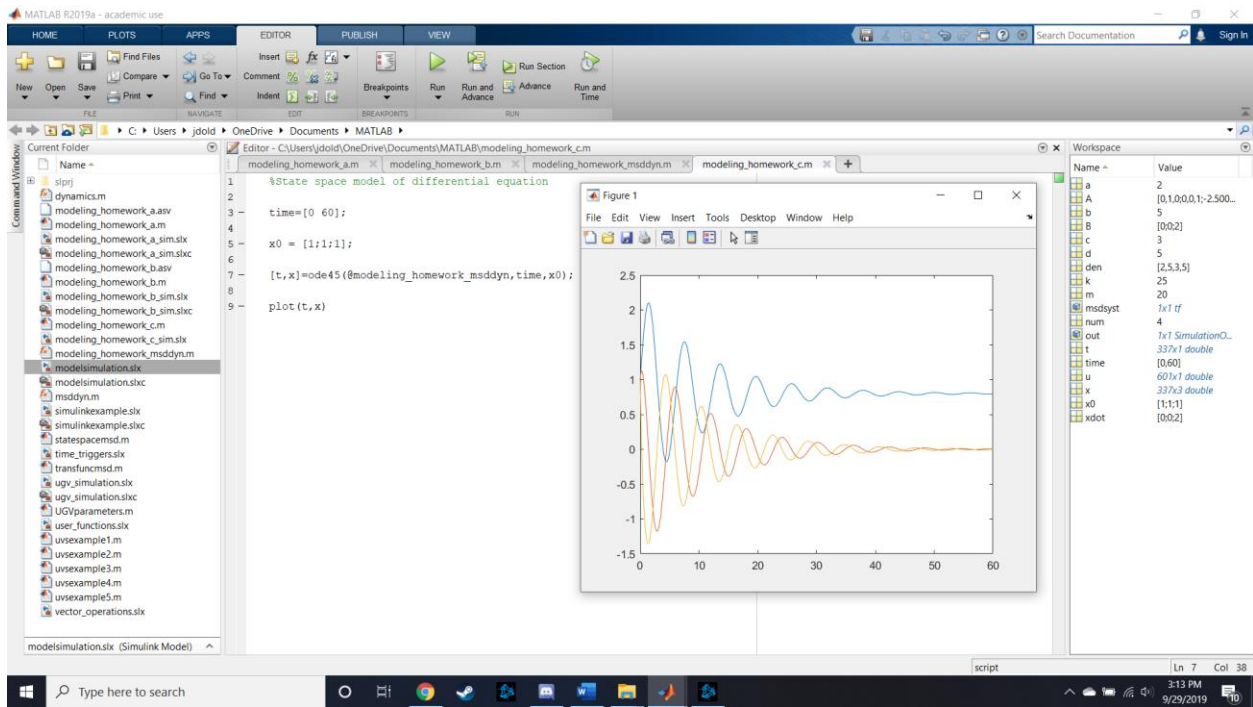 MATLAB R2019a - academic use
HOME PLOTS APPS EDITOR PUBLISH VIEW
Search Documentation
Sign In
New Open Save
Find Files
Compare
Print
Go To
Find
Insert
Comment
Indent
Breakpoints
Run
Run and Advance
Run Section
Advance
Run and Time
FILE NAVIGATE EDIT BREAKPOINTS RUN
C: Users jdold OneDrive Documents MATLAB
Command Window
Current Folder
Name
slprj
dynamics.m
modeling_homework_a.asv
modeling_homework_a.m
modeling_homework_a_sim.slx
modeling_homework_a_sim.slxc
modeling_homework_b.asv
modeling_homework_b.m
modeling_homework_b_sim.slx
modeling_homework_b_sim.slxc
modeling_homework_c.m
modeling_homework_c_sim.slx
modeling_homework_msddyn.m
modelsimulation.slx
modelsimulation.slxc
msddyn.m
simulinkexample.slx
simulinkexample.slxc
statespacemsd.m
time_triggers.slx
transfuncmsd.m
ugv_simulation.slx
ugv_simulation.slxc
UGVparameters.m
user_functions.slx
uvsexample1.m
uvsexample2.m
uvsexample3.m
uvsexample4.m
uvsexample5.m
vector_operations.slx
modelsimulation.slx (Simulink Model)
Editor - C:\Users\jdold\OneDrive\Documents\MATLAB\modeling_homework_c.m
modeling_homework_a.m modeling_homework_b.m modeling_homework_msddyn.m modeling_homework_c.m
1 %State space model of differential equation
2
3 time=[0 60];
4
5 x0 = [1;1;1];
6
7 [t,x]=ode45(@modeling_homework_msddyn,time,x0);
8
9 plot(t,x)
Figure 1
File Edit View Insert Tools Desktop Window Help
2.5
2
1.5
1
0.5
0
-0.5
-1
-1.5
0 10 20 30 40 50 60
Workspace
Name Value
a 2
A [0,1,0;0,0,1;-2.500...
b 5
B [0;0;2]
c 3
d 5
den [2,5,3,5]
k 25
m 20
msdsyst 1x1 tf
num 4
out 1x1 SimulationO...
t 337x1 double
time [0,60]
u 601x1 double
x 337x3 double
x0 [1;1;1]
xdot [0;0;2]
script
Ln 7 Col 38
Type here to search
3:13 PM
9/29/2019